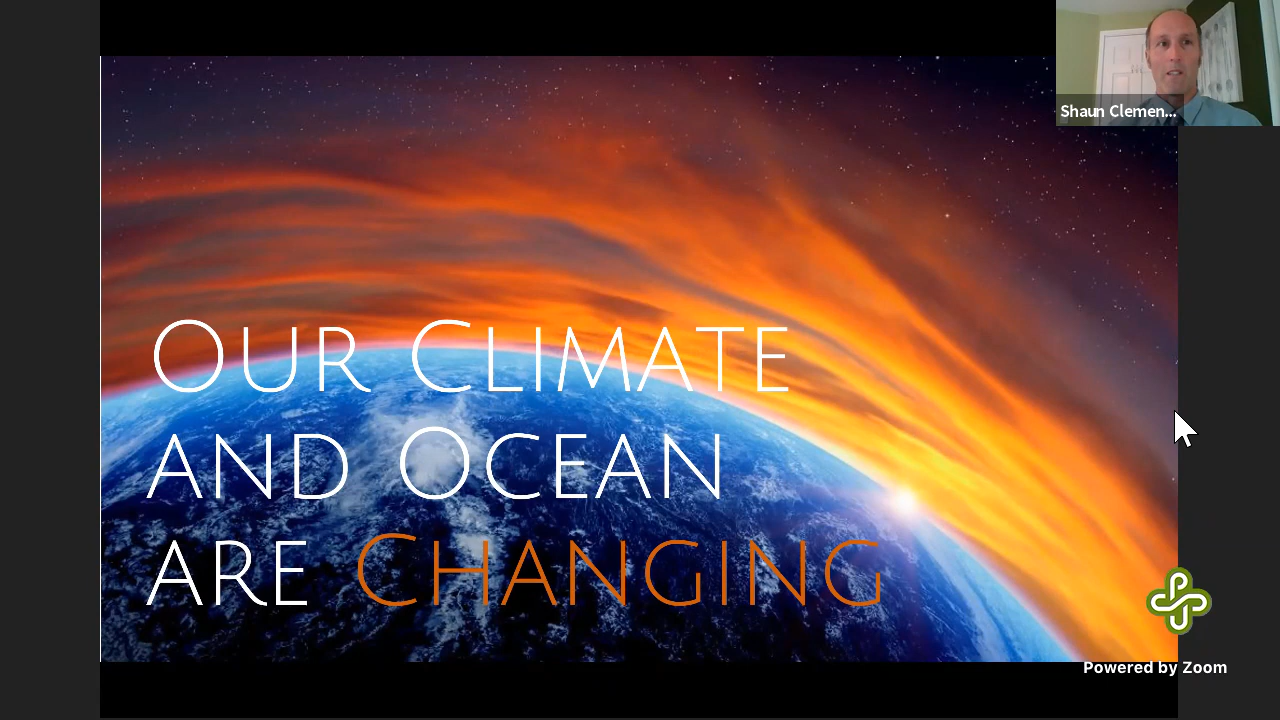 Shaun Clemen...
Our Climate
and Ocean
are Changing
Powered by Zoom